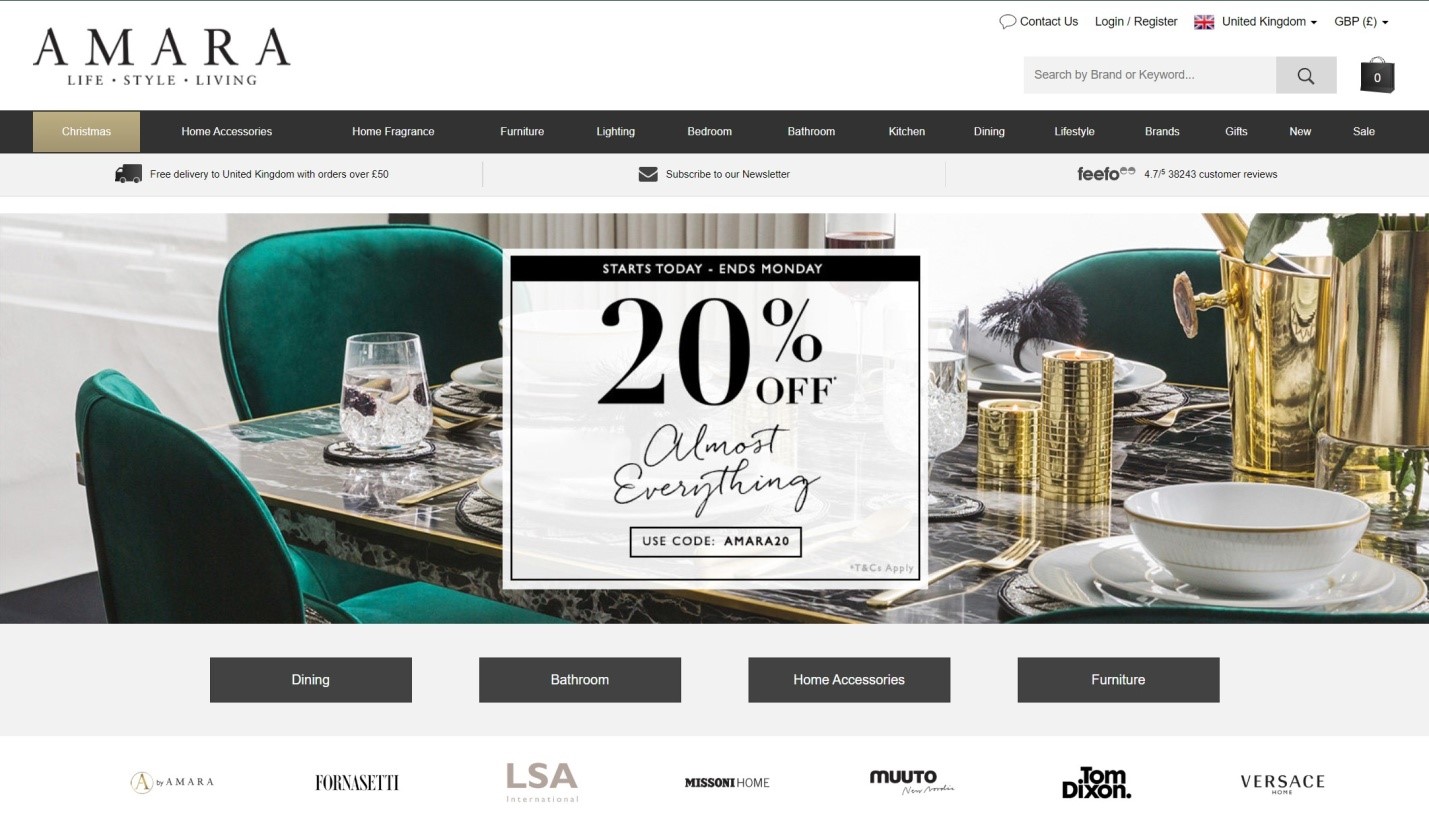 AMARA
LIFE • STYLE • LIVING
Contact Us Login / Register United Kingdom GBP (£)
Search by Brand or Keyword...
0
Christmas Home Accessories Home Fragrance Furniture Lighting Bedroom Bathroom Kitchen Dining Lifestyle Brands Gifts New Sale
Free delivery to United Kingdom with orders over £50
Subscribe to our Newsletter
feefo 4.7/5 38243 customer reviews
STARTS TODAY - ENDS MONDAY
20%
OFF*
Almost
Everything
USE CODE: AMARA20
*T&Cs Apply
Dining Bathroom Home Accessories Furniture
A by AMARA
FORNASETTI
LSA
International
MISSONI HOME
muuto
New Nordic
Tom
Dixon.
VERSACE
HOME